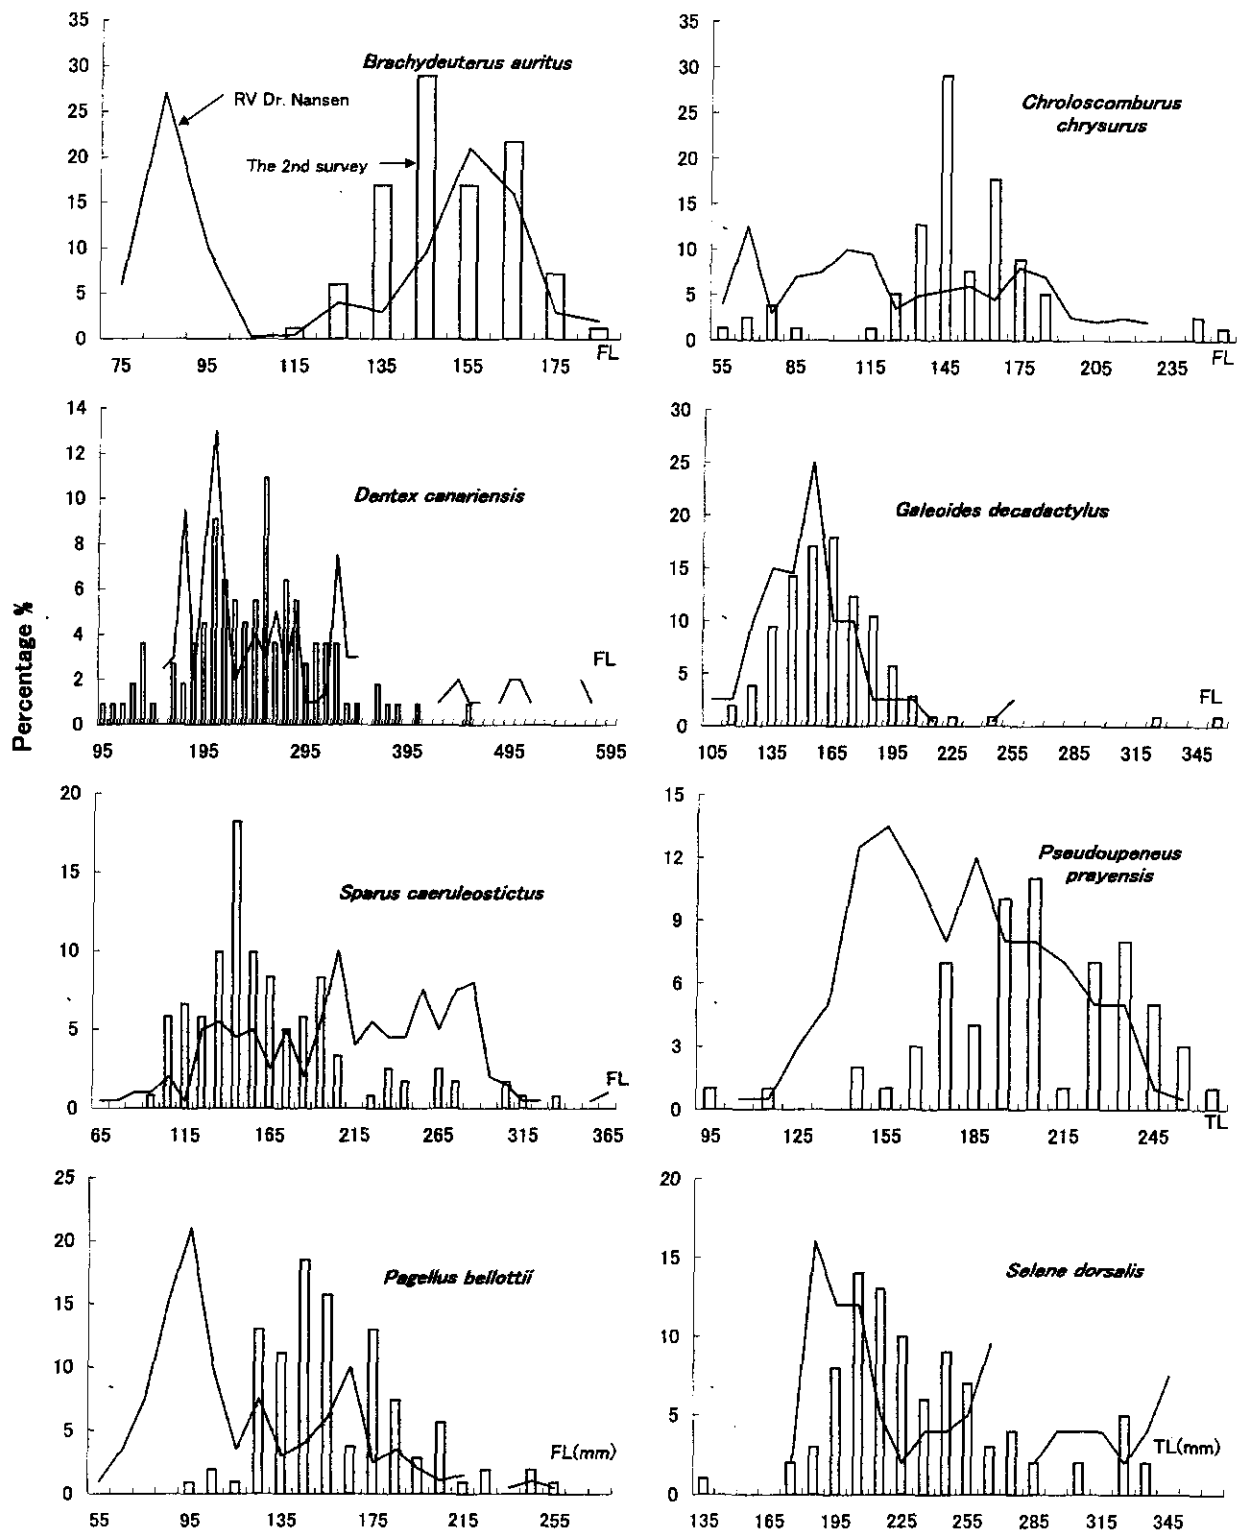 35
30
25
20
15
10
5
0
Brachydeuterus auritus
RV Dr. Nansen
The 2nd survey
75 95 115 135 155 175
FL
35
30
25
20
15
10
5
0
Chroloscomburus
chrysurus
55 85 115 145 175 205 235
FL
Percentage %
14
12
10
8
6
4
2
0
Dentex canariensis
FL
95 195 295 395 495 595
30
25
20
15
10
5
0
Galeoides decadactylus
FL
105 135 165 195 225 255 285 315 345
20
15
10
5
0
Sparus caeruleostictus
FL
65 115 165 215 265 315 365
15
12
9
6
3
0
Pseudoupeneus
prayensis
95 125 155 185 215 245
TL
25
20
15
10
5
0
Pagellus bellottii
FL(mm)
55 95 135 175 215 255
20
15
10
5
0
Selene dorsalis
TL(mm)
135 165 195 225 255 285 315 345